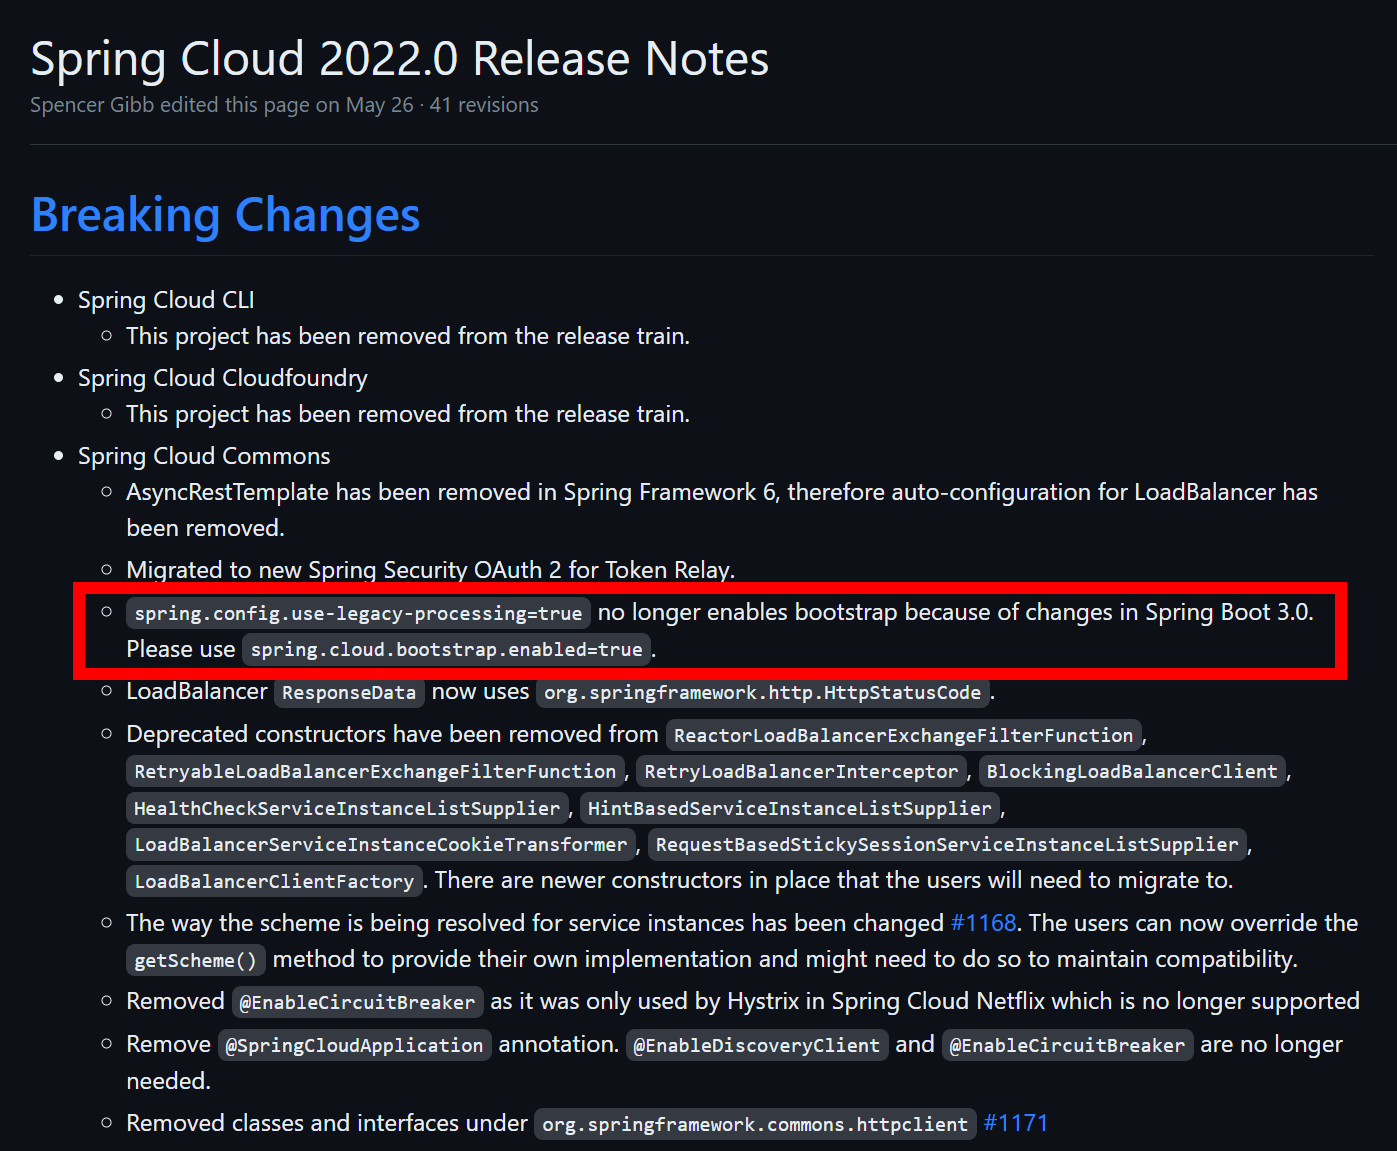 Spring Cloud 2022.0 Release Notes
Spencer Gibb edited this page on May 26 · 41 revisions
Breaking Changes
• Spring Cloud CLI
◦ This project has been removed from the release train.
• Spring Cloud Cloudfoundry
◦ This project has been removed from the release train.
• Spring Cloud Commons
◦ AsyncRestTemplate has been removed in Spring Framework 6, therefore auto-configuration for LoadBalancer has
been removed.
◦ Migrated to new Spring Security OAuth 2 for Token Relay.
◦ spring.config.use-legacy-processing=true no longer enables bootstrap because of changes in Spring Boot 3.0.
Please use spring.cloud.bootstrap.enabled=true.
◦ LoadBalancer ResponseData now uses org.springframework.http.HttpStatusCode.
◦ Deprecated constructors have been removed from ReactorLoadBalancerExchangeFilterFunction,
RetryableLoadBalancerExchangeFilterFunction, RetryLoadBalancerInterceptor, BlockingLoadBalancerClient,
HealthCheckServiceInstanceListSupplier, HintBasedServiceInstanceListSupplier,
LoadBalancerServiceInstanceCookieTransformer, RequestBasedStickySessionServiceInstanceListSupplier,
LoadBalancerClientFactory. There are newer constructors in place that the users will need to migrate to.
◦ The way the scheme is being resolved for service instances has been changed #1168. The users can now override the
getScheme() method to provide their own implementation and might need to do so to maintain compatibility.
◦ Removed @EnableCircuitBreaker as it was only used by Hystrix in Spring Cloud Netflix which is no longer supported
◦ Remove @SpringCloudApplication annotation. @EnableDiscoveryClient and @EnableCircuitBreaker are no longer
needed.
◦ Removed classes and interfaces under org.springframework.commons.httpclient #1171